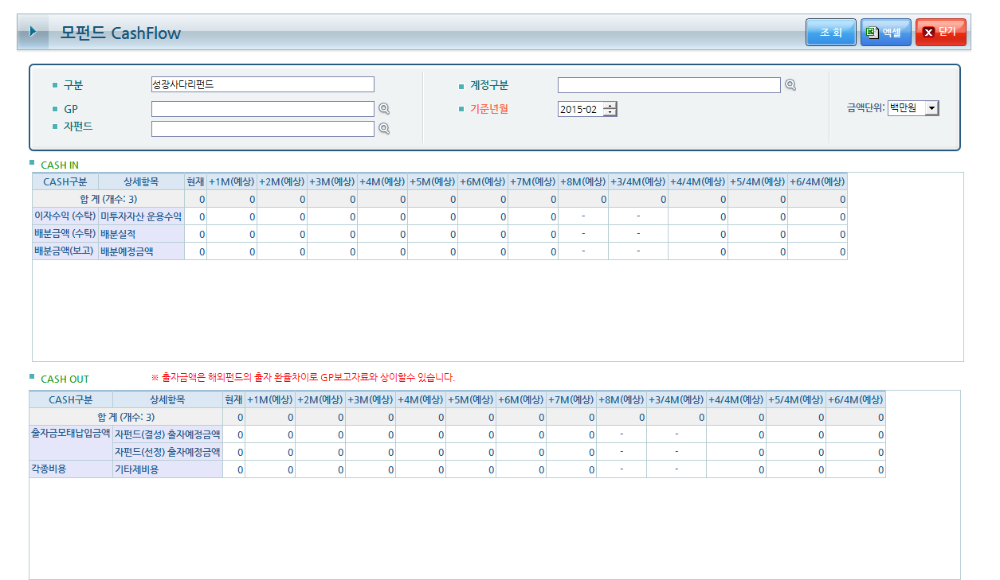 모펀드 CashFlow 조 회 엑셀 닫기
구분 성장사다리펀드 계정구분
GP 기준년월 2015-02 금액단위: 백만원
자펀드
CASH IN
CASH구분 상세항목 현재 +1M(예상) +2M(예상) +3M(예상) +4M(예상) +5M(예상) +6M(예상) +7M(예상) +8M(예상) +3/4M(예상) +4/4M(예상) +5/4M(예상) +6/4M(예상)
합 계 (개수: 3) 0 0 0 0 0 0 0 0 0 0 0 0 0
이자수익 (수탁) 미투자자산 운용수익 0 0 0 0 0 0 0 0 - - 0 0 0
배분금액 (수탁) 배분실적 0 0 0 0 0 0 0 0 - - 0 0 0
배분금액(보고) 배분예정금액 0 0 0 0 0 0 0 0 - - 0 0 0
CASH OUT ※ 출자금액은 해외펀드의 출자 환율차이로 GP보고자료와 상이할수 있습니다.
CASH구분 상세항목 현재 +1M(예상) +2M(예상) +3M(예상) +4M(예상) +5M(예상) +6M(예상) +7M(예상) +8M(예상) +3/4M(예상) +4/4M(예상) +5/4M(예상) +6/4M(예상)
합 계 (개수: 3) 0 0 0 0 0 0 0 0 0 0 0 0 0
출자금모태납입금액 자펀드(결성) 출자예정금액 0 0 0 0 0 0 0 0 - - 0 0 0
자펀드(선정) 출자예정금액 0 0 0 0 0 0 0 0 - - 0 0 0
각종비용 기타제비용 0 0 0 0 0 0 0 0 - - 0 0 0